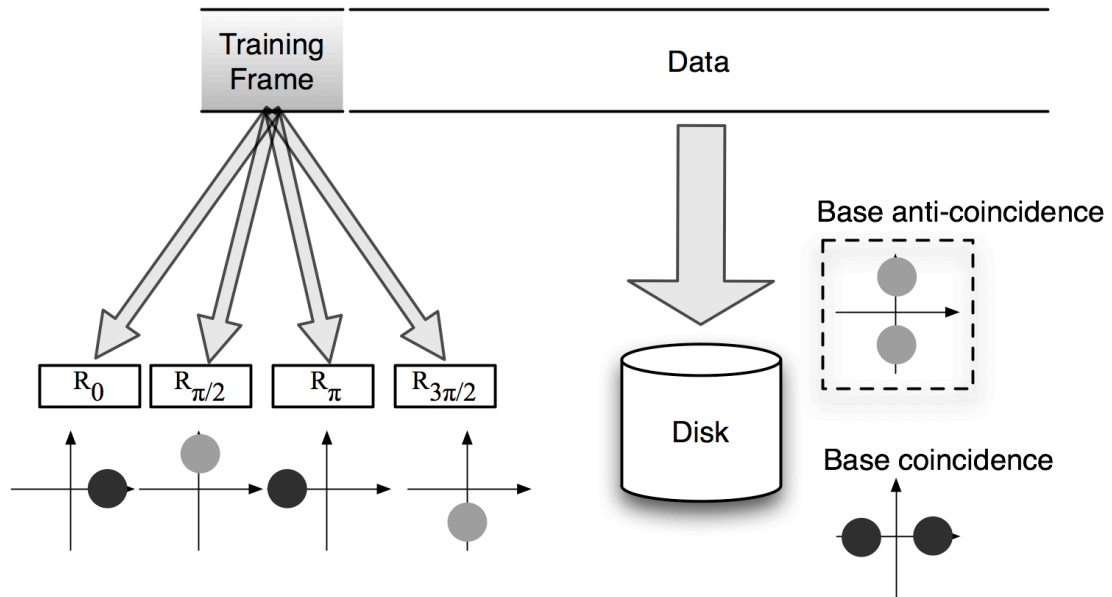 Training
Frame
Data
Base anti-coincidence
R0
Rπ/2
Rπ
R3π/2
Disk
Base coincidence